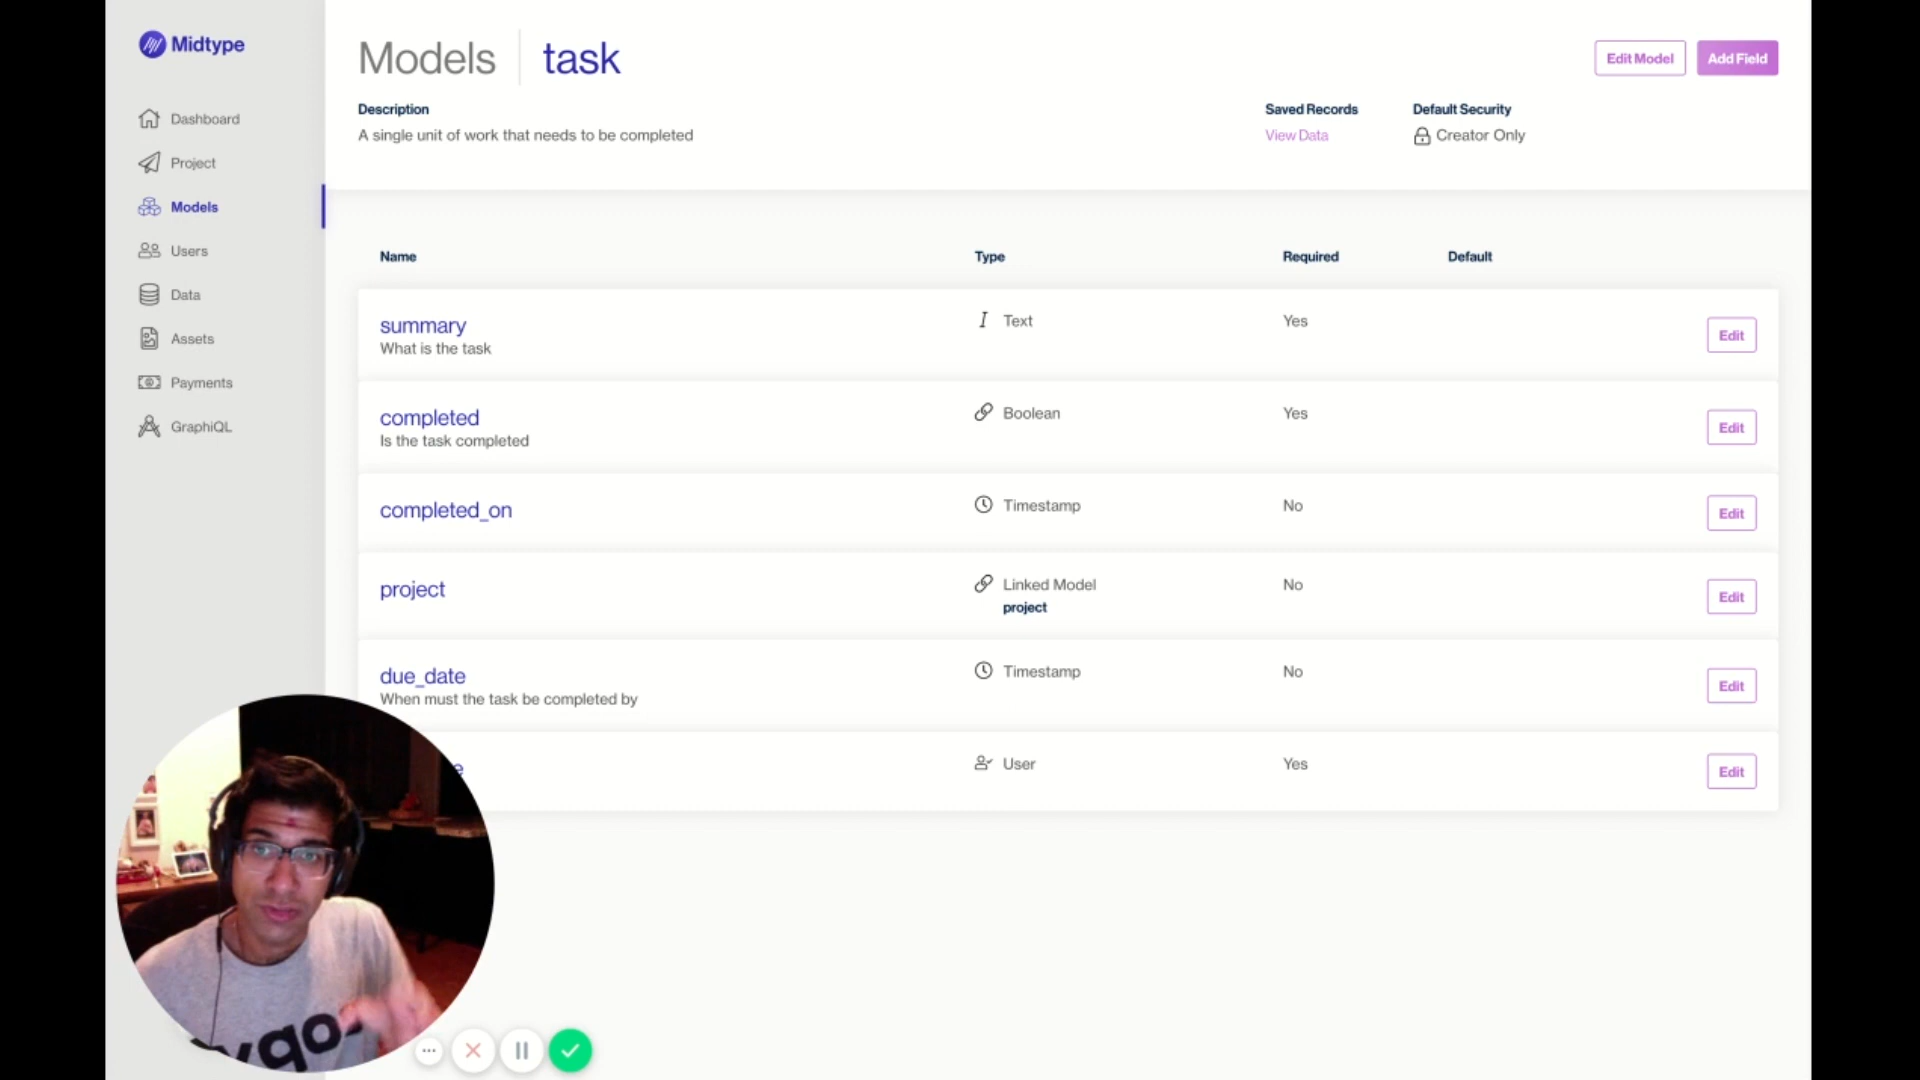 Midtype
Dashboard
Project
Models
Users
Data
Assets
Payments
GraphiQL
Models task
Edit Model
Add Field
Description
A single unit of work that needs to be completed
Saved Records
View Data
Default Security
Creator Only
Name Type Required Default
summary
What is the task
Text
Yes
Edit
completed
Is the task completed
Boolean
Yes
Edit
completed_on
Timestamp
No
Edit
project
Linked Model
project
No
Edit
due_date
When must the task be completed by
Timestamp
No
Edit
User
Yes
Edit